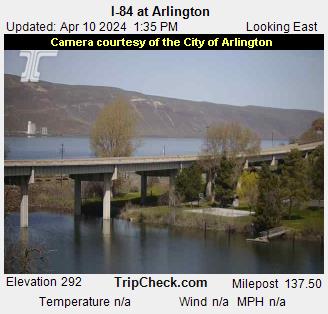 I-84 at Arlington
Updated: Apr 10 2024 1:35 PM Looking East
Camera courtesy of the City of Arlington
Elevation 292 TripCheck.com Milepost 137.50
Temperature n/a Wind n/a MPH n/a